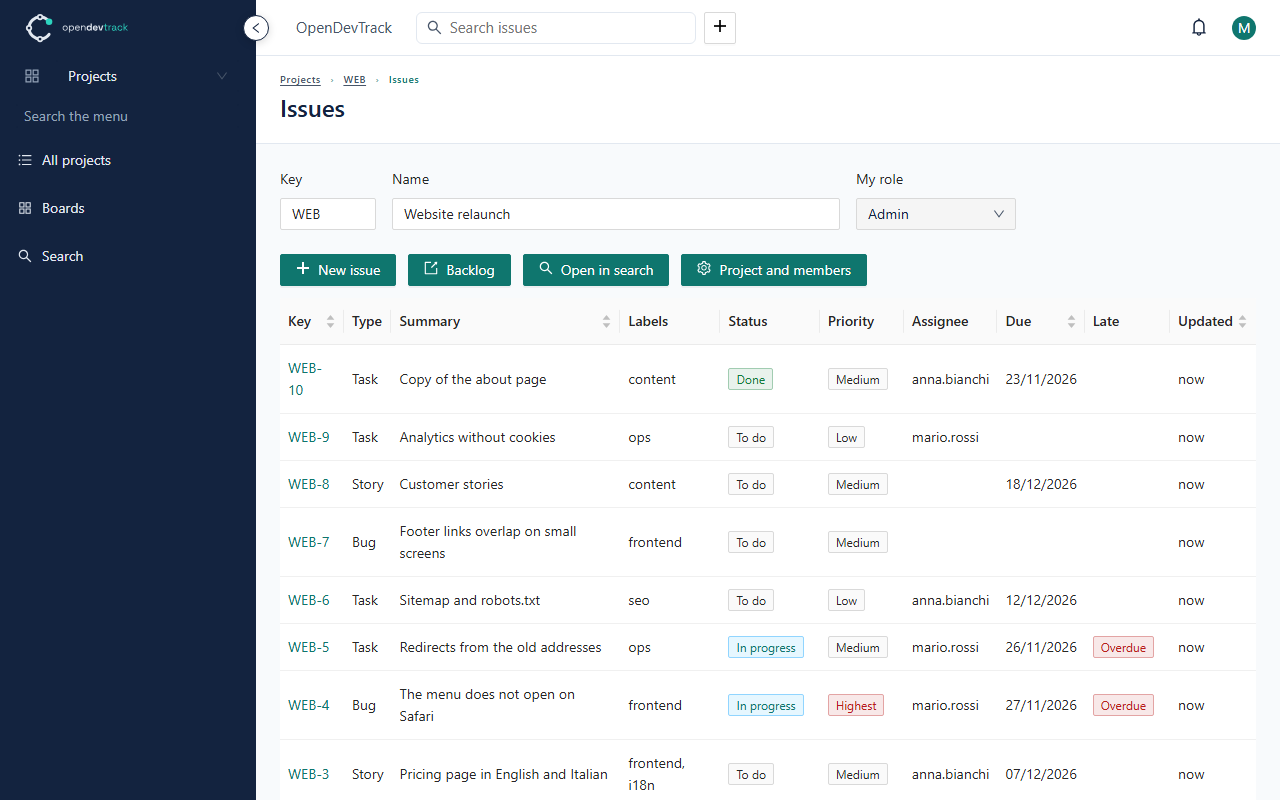 opendevtrack
OpenDevTrack
Search issues
M
Projects
Search the menu
All projects
Boards
Search
Projects › WEB › Issues
Issues
Key Name My role
WEB Website relaunch Admin
New issue Backlog Open in search Project and members
Key Type Summary Labels Status Priority Assignee Due Late Updated
WEB-
10 Task Copy of the about page content Done Medium anna.bianchi 23/11/2026 now
WEB-9 Task Analytics without cookies ops To do Low mario.rossi now
WEB-8 Story Customer stories content To do Medium 18/12/2026 now
WEB-7 Bug Footer links overlap on small
screens frontend To do Medium now
WEB-6 Task Sitemap and robots.txt seo To do Low anna.bianchi 12/12/2026 now
WEB-5 Task Redirects from the old addresses ops In progress Medium mario.rossi 26/11/2026 Overdue now
WEB-4 Bug The menu does not open on
Safari frontend In progress Highest mario.rossi 27/11/2026 Overdue now
WEB-3 Story Pricing page in English and Italian frontend,
i18n To do Medium anna.bianchi 07/12/2026 now